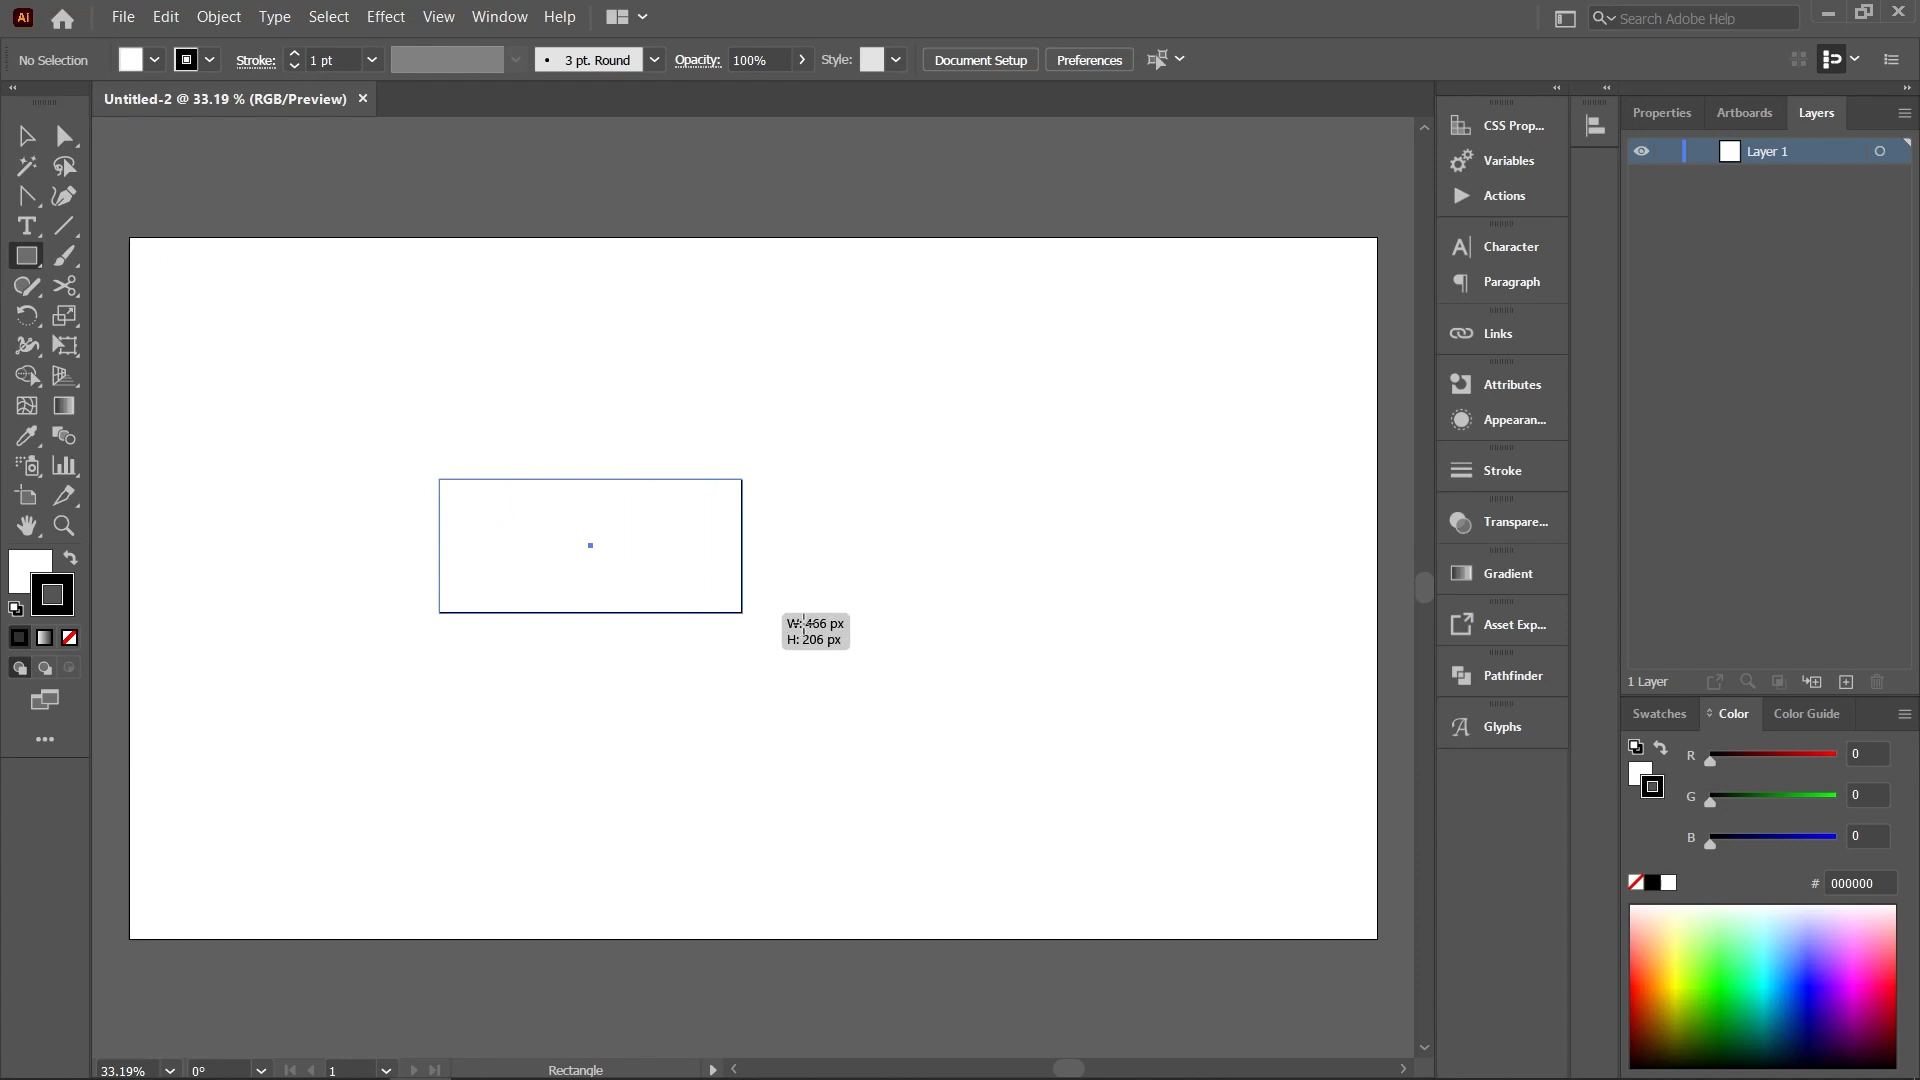 Ai File Edit Object Type Select Effect View Window Help Search Adobe Help
No Selection Stroke: 1 pt 3 pt. Round Opacity: 100% Style: Document Setup Preferences
Untitled-2 @ 33.19 % (RGB/Preview)
Properties Artboards Layers
Layer 1
CSS Prop...
Variables
Actions
Character
Paragraph
Links
Attributes
Appearan...
Stroke
Transpare...
Gradient
Asset Exp...
Pathfinder
Glyphs
W: 466 px
H: 206 px
1 Layer
Swatches Color Color Guide
R 0
G 0
B 0
# 000000
33.19% 0° 1 Rectangle